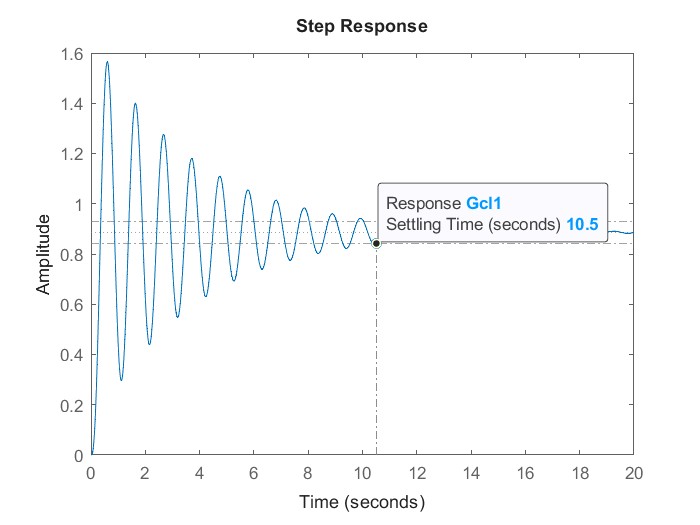 Step Response
1.6
1.4
1.2
1
0.8
0.6
0.4
0.2
0
Amplitude
Response Gcl1
Settling Time (seconds) 10.5
0 2 4 6 8 10 12 14 16 18 20
Time (seconds)